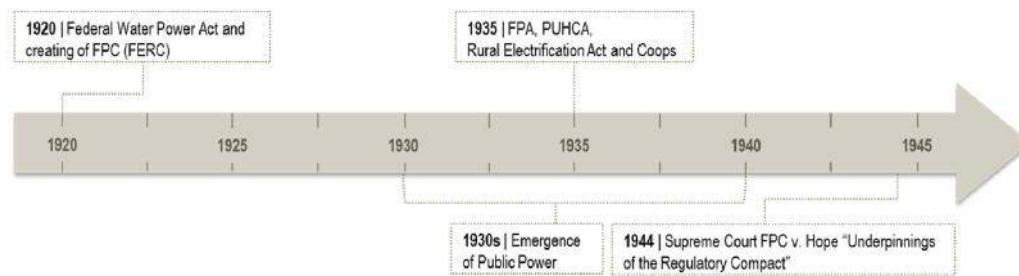 1920 | Federal Water Power Act and
creating of FPC (FERC)
1935 | FPA, PUHCA,
Rural Electrification Act and Coops
1920 1925 1930 1935 1940 1945
1930s | Emergence
of Public Power
1944 | Supreme Court FPC v. Hope “Underpinnings
of the Regulatory Compact”